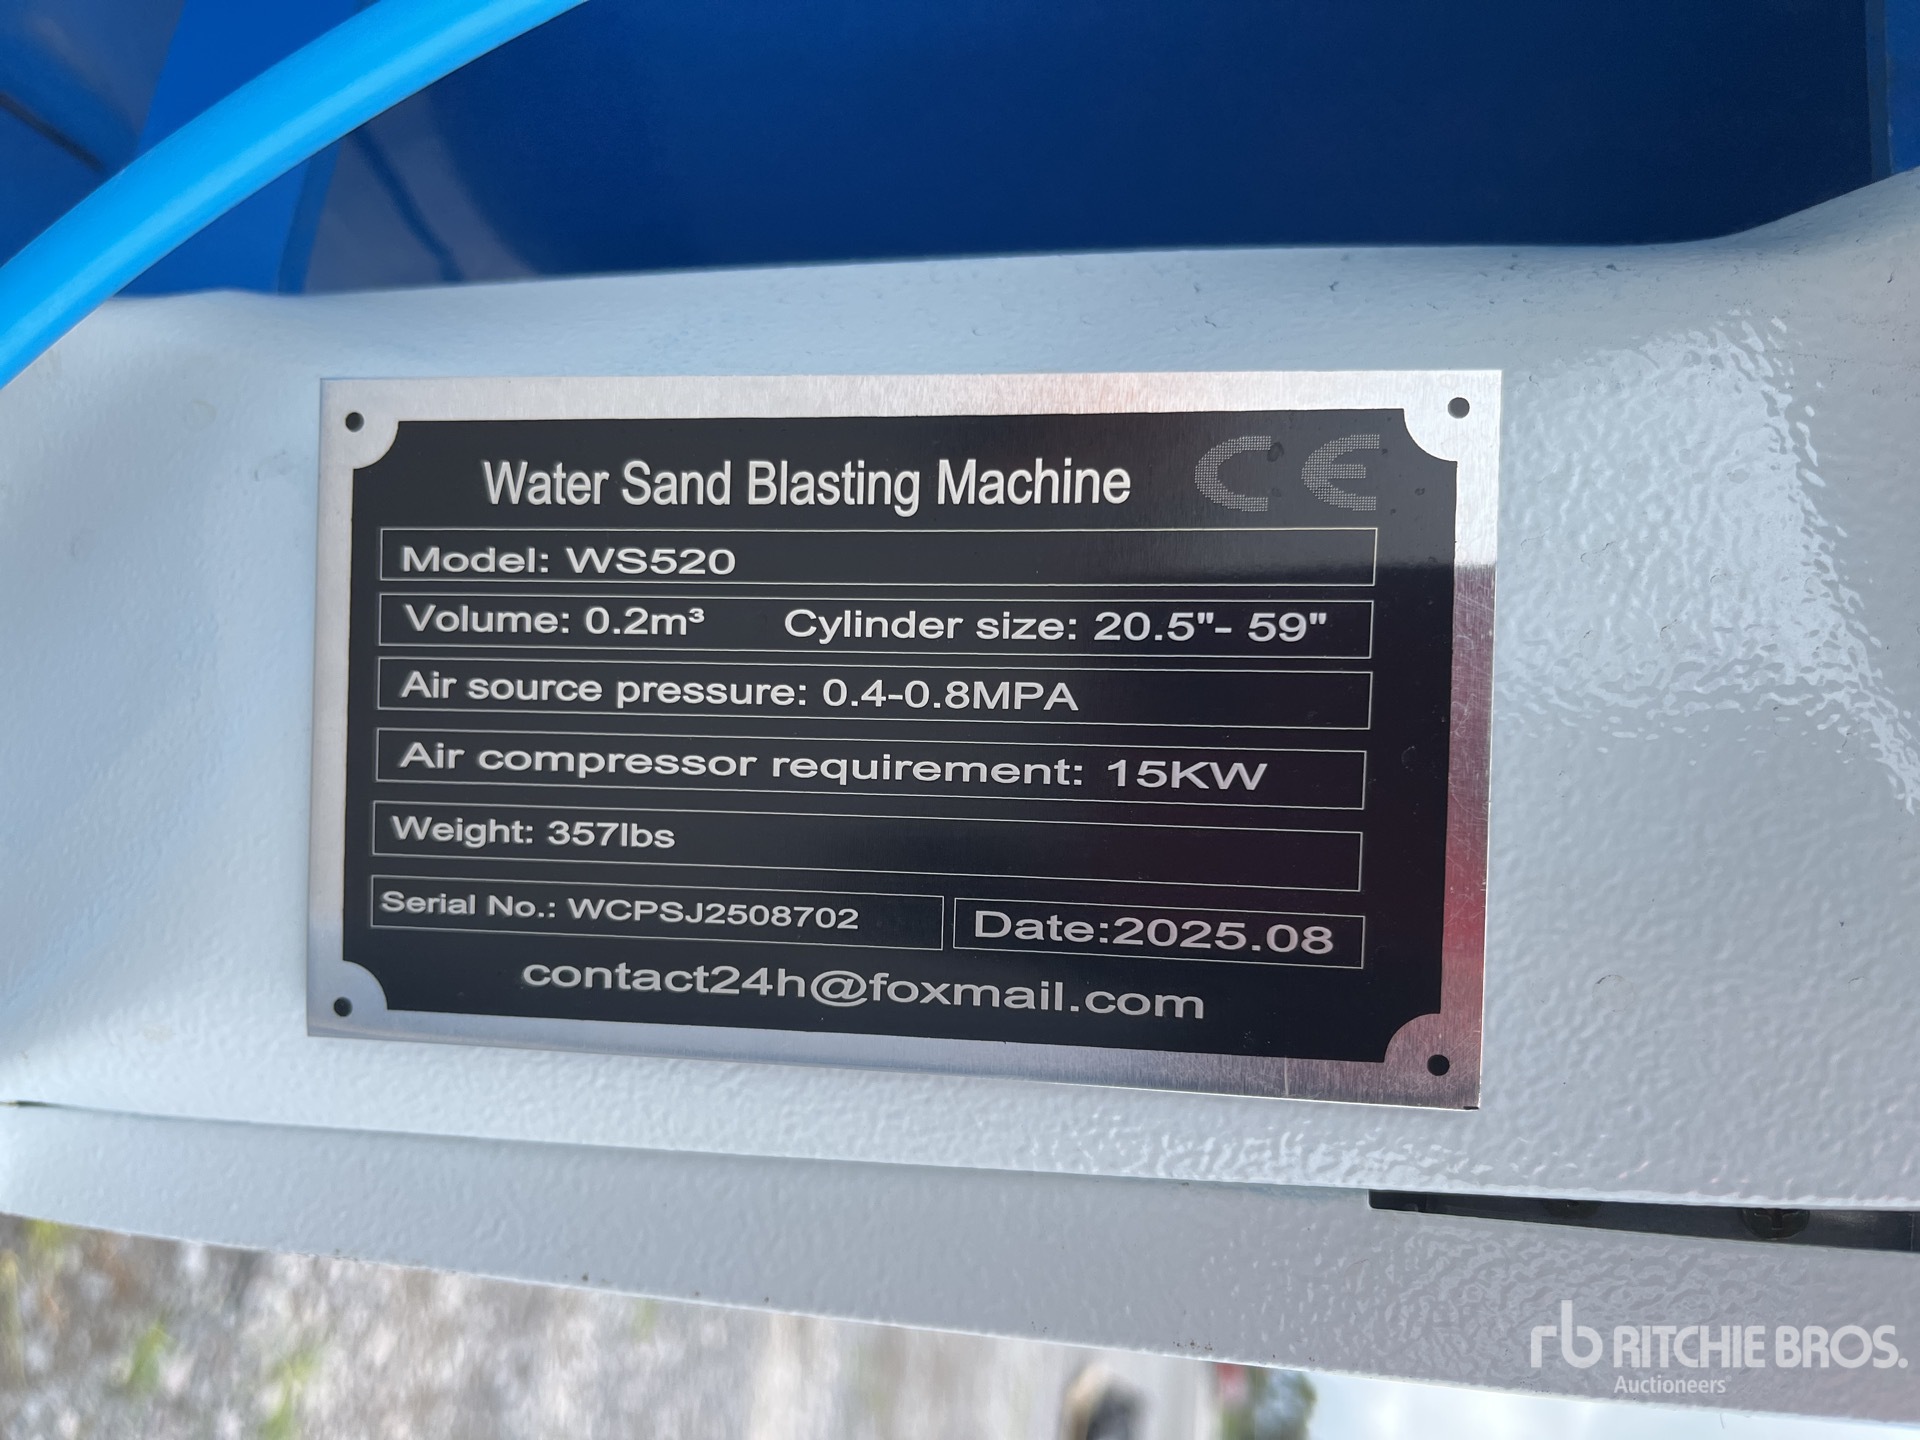 Water Sand Blasting Machine CE
Model: WS520
Volume: 0.2m³ Cylinder size: 20.5"- 59"
Air source pressure: 0.4-0.8MPA
Air compressor requirement: 15KW
Weight: 357lbs
Serial No.: WCPSJ2508702 Date:2025.08
contact24h@foxmail.com
rb RITCHIE BROS.
Auctioneers